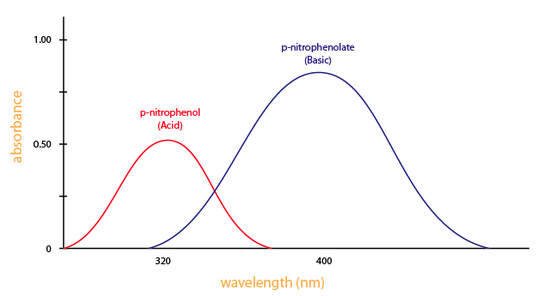 p-nitrophenolate
(Basic)
1.00
p-nitrophenol
(Acid)
absorbance
0.50
0
320
400
wavelength (nm)